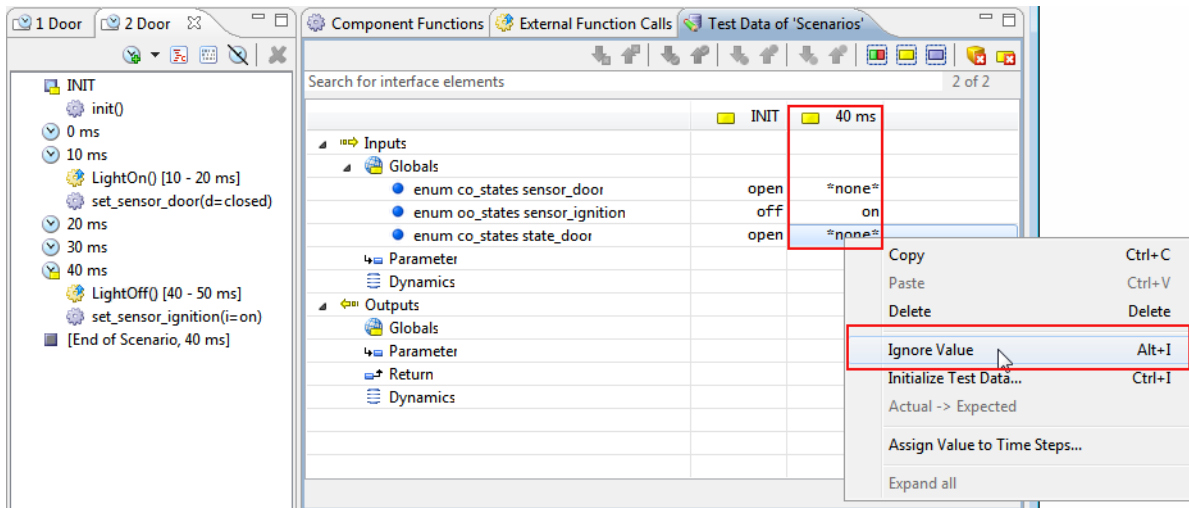 1 Door
2 Door
INIT
init()
0 ms
10 ms
LightOn() [10 - 20 ms]
set_sensor_door(d=closed)
20 ms
30 ms
40 ms
LightOff() [40 - 50 ms]
set_sensor_ignition(i=on)
[End of Scenario, 40 ms]
Component Functions
External Function Calls
Test Data of 'Scenarios'
Search for interface elements 2 of 2
INIT 40 ms
Inputs
Globals
enum co_states sensor_door open *none*
enum oo_states sensor_ignition off on
enum co_states state_door open *none*
Parameter
Dynamics
Outputs
Globals
Parameter
Return
Dynamics
Copy Ctrl+C
Paste Ctrl+V
Delete Delete
Ignore Value Alt+I
Initialize Test Data... Ctrl+I
Actual -> Expected
Assign Value to Time Steps...
Expand all